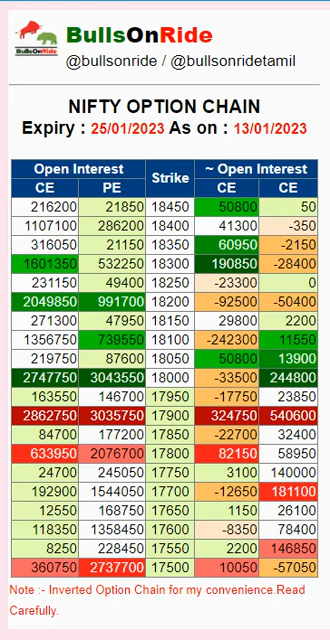 BullsOnRide
BullsOnRide
@bullsonride / @bullsonridetamil
NIFTY OPTION CHAIN
Expiry : 25/01/2023 As on : 13/01/2023
Open Interest Strike ~ Open Interest
CE PE CE CE
216200 21850 18450 50800 50
1107100 286200 18400 41300 -350
316050 21150 18350 60950 -2150
1601350 532250 18300 190850 -28400
231150 49400 18250 -23300 0
2049850 991700 18200 -92500 -50400
271300 47950 18150 29800 2200
1356750 739550 18100 -242300 11550
219750 87600 18050 50800 13900
2747750 3043550 18000 -33500 244800
163550 146700 17950 -17750 23850
2862750 3035750 17900 324750 540600
84700 177200 17850 -22700 32400
633950 2076700 17800 82150 58950
24700 245050 17750 3100 140000
192900 1544050 17700 -12650 181100
12550 168750 17650 1150 26100
118350 1358450 17600 -8350 78400
8250 228450 17550 2200 146850
360750 2737700 17500 10050 -57050
Note :- Inverted Option Chain for my convenience.Read
Carefully.